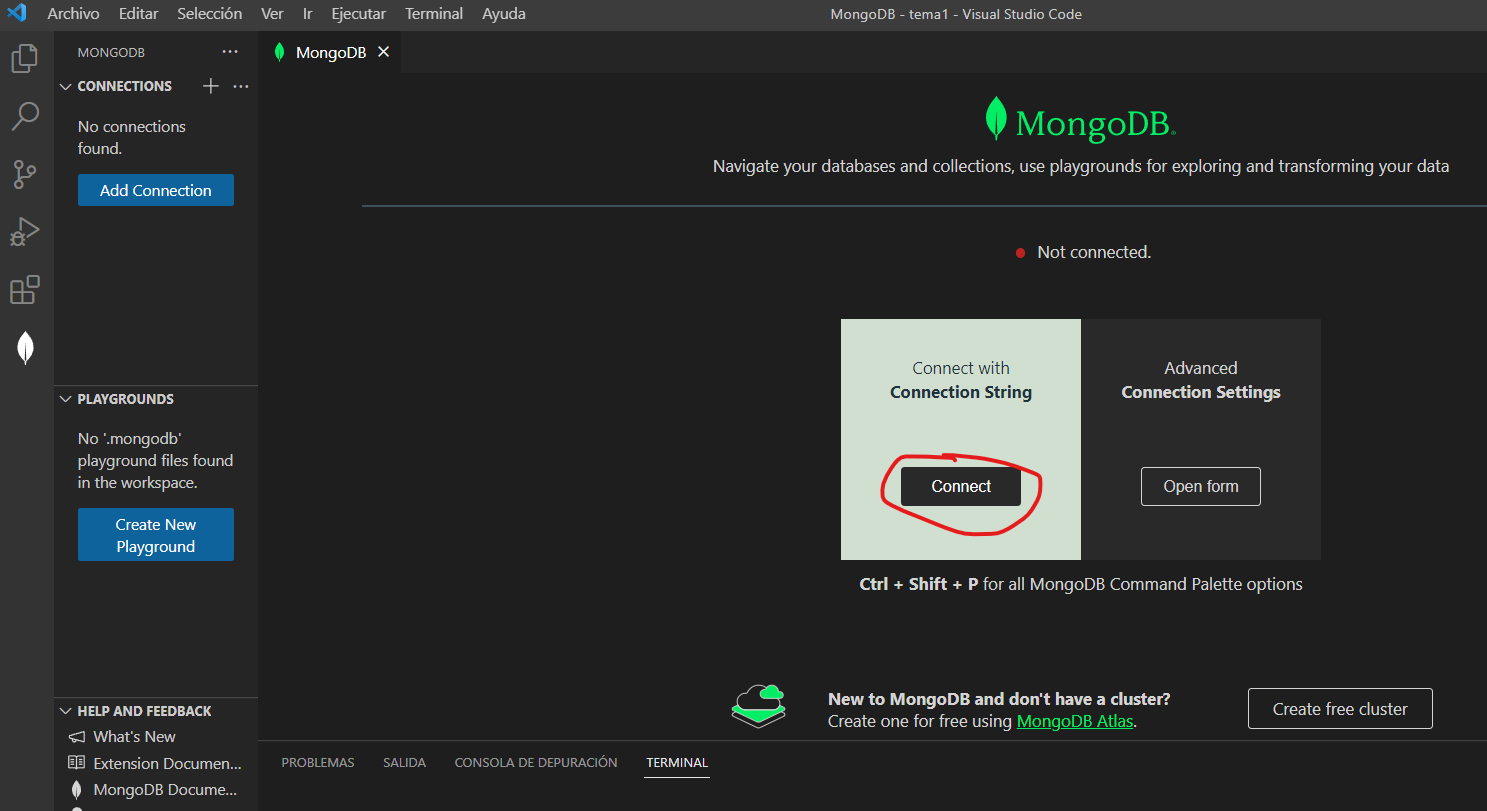 Archivo Editar Selección Ver Ir Ejecutar Terminal Ayuda
MongoDB - tema1 - Visual Studio Code
MONGODB
CONNECTIONS
No connections
found.
Add Connection
PLAYGROUNDS
No '.mongodb'
playground files found
in the workspace.
Create New
Playground
HELP AND FEEDBACK
What's New
Extension Documen...
MongoDB Docume...
MongoDB
MongoDB
Navigate your databases and collections, use playgrounds for exploring and transforming your data
Not connected.
Connect with
Connection String
Connect
Advanced
Connection Settings
Open form
Ctrl + Shift + P for all MongoDB Command Palette options
New to MongoDB and don't have a cluster?
Create one for free using MongoDB Atlas.
Create free cluster
PROBLEMAS SALIDA CONSOLA DE DEPURACIÓN TERMINAL